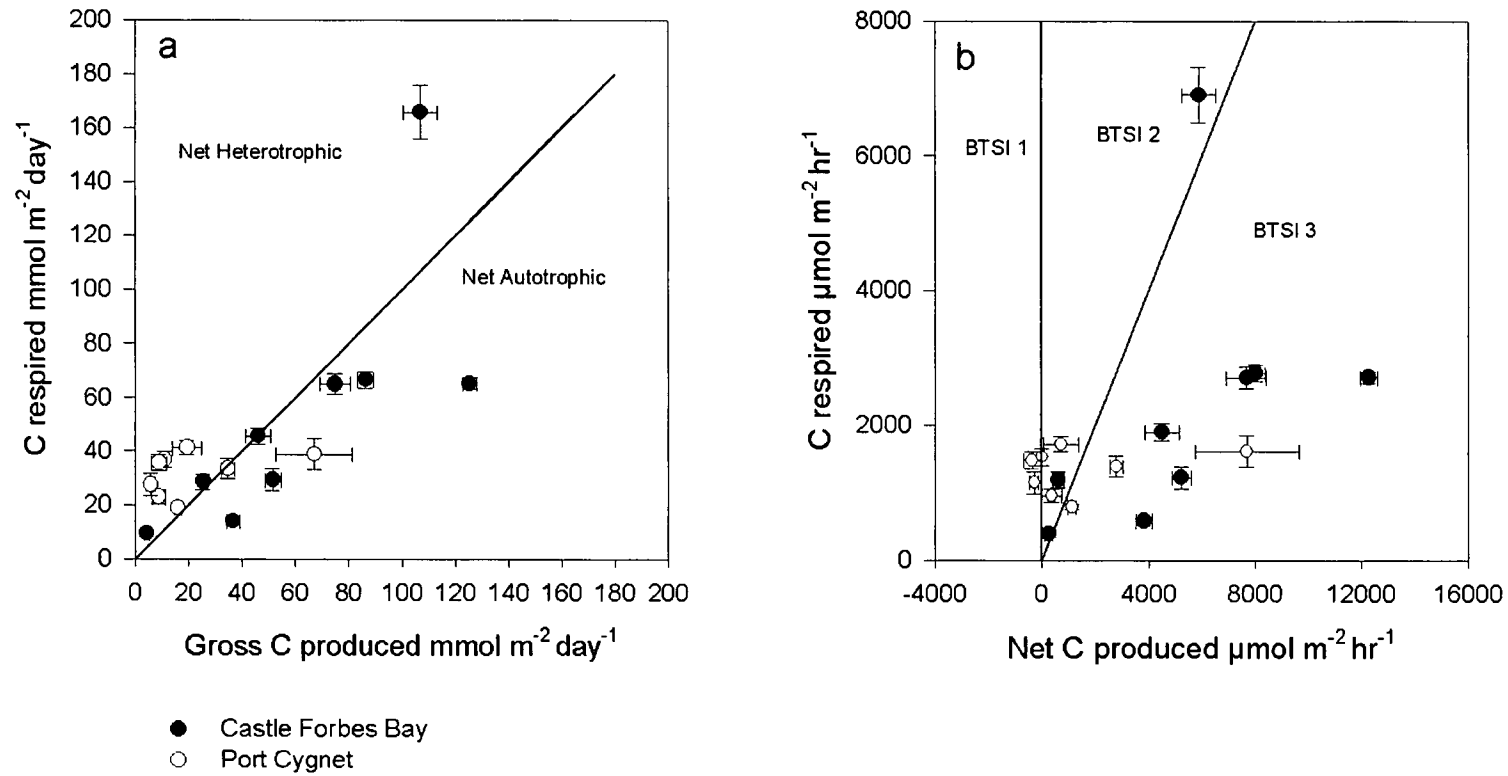 a
200
180
160
140
120
100
80
60
40
20
0
C respired mmol m⁻² day⁻¹
Net Heterotrophic
Net Autotrophic
0 20 40 60 80 100 120 140 160 180 200
Gross C produced mmol m⁻² day⁻¹
b
8000
6000
4000
2000
0
C respired µmol m⁻² hr⁻¹
BTSI 1
BTSI 2
BTSI 3
-4000 0 4000 8000 12000 16000
Net C produced µmol m⁻² hr⁻¹
Castle Forbes Bay
Port Cygnet